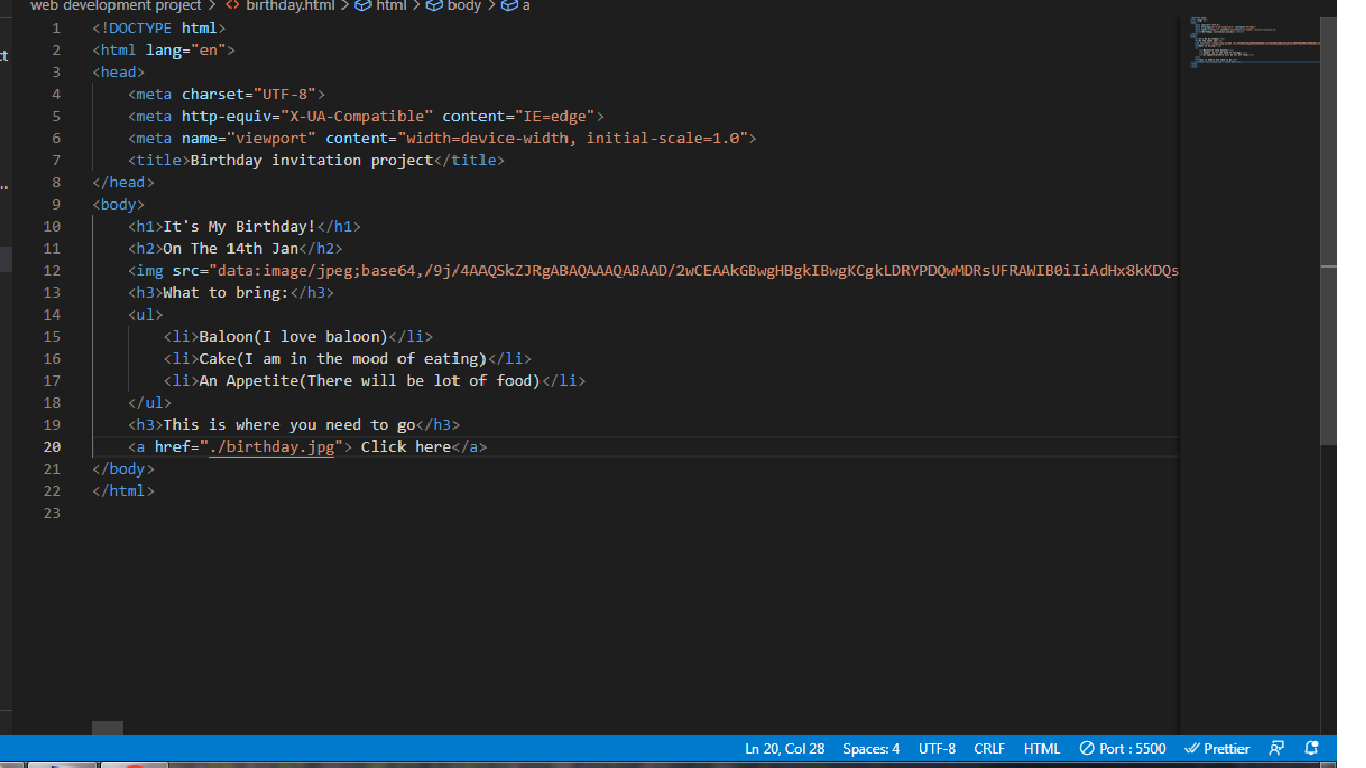 web development project > birthday.html > html > body > a
1 <!DOCTYPE html>
ct
2 <html lang="en">
3 <head>
4 <meta charset="UTF-8">
5 <meta http-equiv="X-UA-Compatible" content="IE=edge">
6 <meta name="viewport" content="width=device-width, initial-scale=1.0">
7 <title>Birthday invitation project</title>
8 </head>
9 <body>
10 <h1>It's My Birthday!</h1>
11 <h2>On The 14th Jan</h2>
12 <img src="data:image/jpeg;base64,/9j/4AAQSkZJRgABAQAAAQABAAD/2wCEAAkGBwgHBgkIBwgKCgkLDRYPDQwMDRsUFRAWIB0iIiAdHx8kKDQs
13 <h3>What to bring:</h3>
14 <ul>
15 <li>Baloon(I love baloon)</li>
16 <li>Cake(I am in the mood of eating)</li>
17 <li>An Appetite(There will be lot of food)</li>
18 </ul>
19 <h3>This is where you need to go</h3>
20 <a href="./birthday.jpg"> Click here</a>
21 </body>
22 </html>
23
Ln 20, Col 28 Spaces: 4 UTF-8 CRLF HTML Port : 5500 Prettier